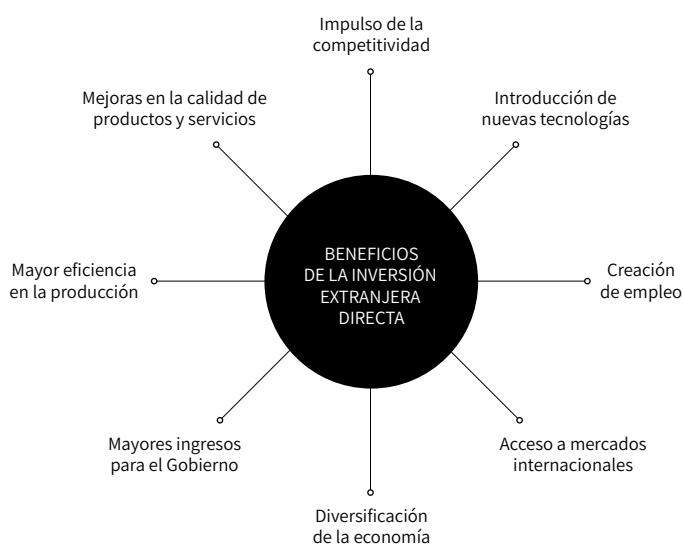 Impulso de la
competitividad
Mejoras en la calidad de
productos y servicios
Introducción de
nuevas tecnologías
BENEFICIOS
DE LA INVERSIÓN
EXTRANJERA
DIRECTA
Mayor eficiencia
en la producción
Creación
de empleo
Mayores ingresos
para el Gobierno
Acceso a mercados
internacionales
Diversificación
de la economía